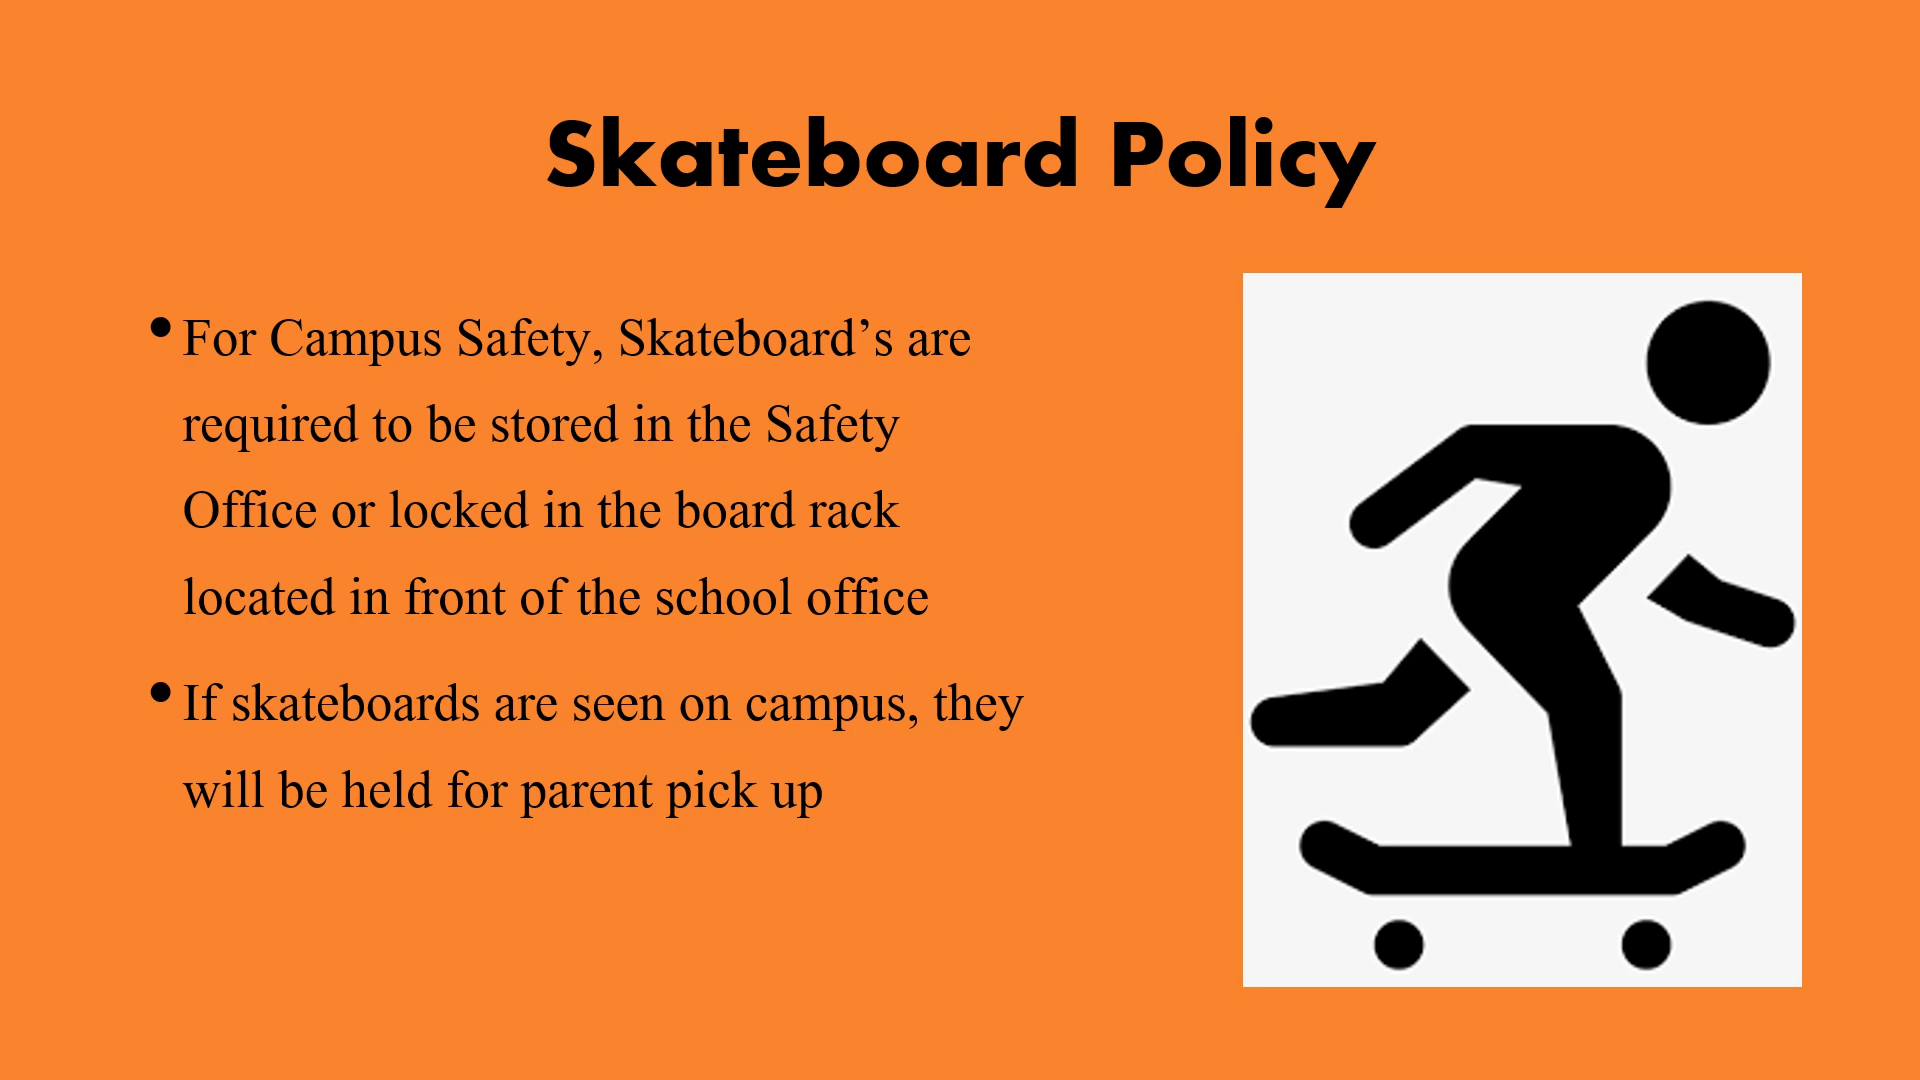 Skateboard Policy
• For Campus Safety, Skateboard’s are
required to be stored in the Safety
Office or locked in the board rack
located in front of the school office
• If skateboards are seen on campus, they
will be held for parent pick up